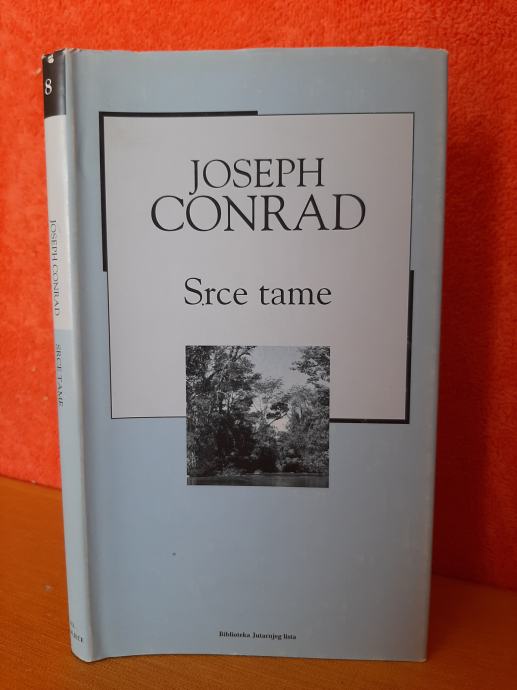 8
JOSEPH CONRAD
SRCE TAME
JOSEPH
CONRAD
Srce tame
Biblioteka Jutarnjeg lista